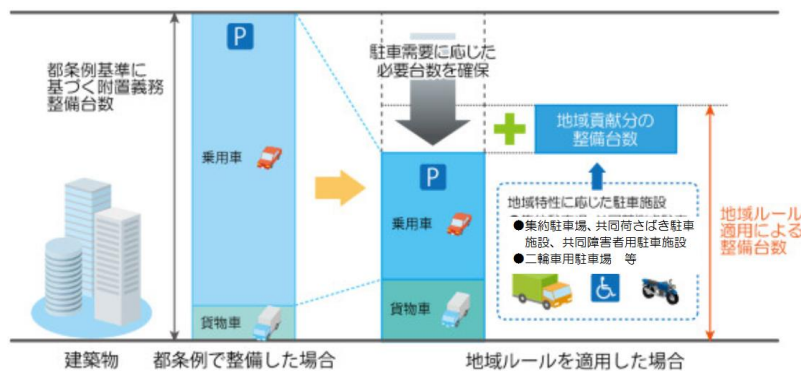 都条例基準に
基づく附置義務
整備台数
P
乗用車
貨物車
駐車需要に応じた
必要台数を確保
P
乗用車
貨物車
地域貢献分の
整備台数
地域特性に応じた駐車施設
●集約駐車場、共同荷さばき駐車
施設、共同障害者用駐車施設
●二輪車用駐車場 等
地域ルール
適用による
整備台数
建築物
都条例で整備した場合
地域ルールを適用した場合